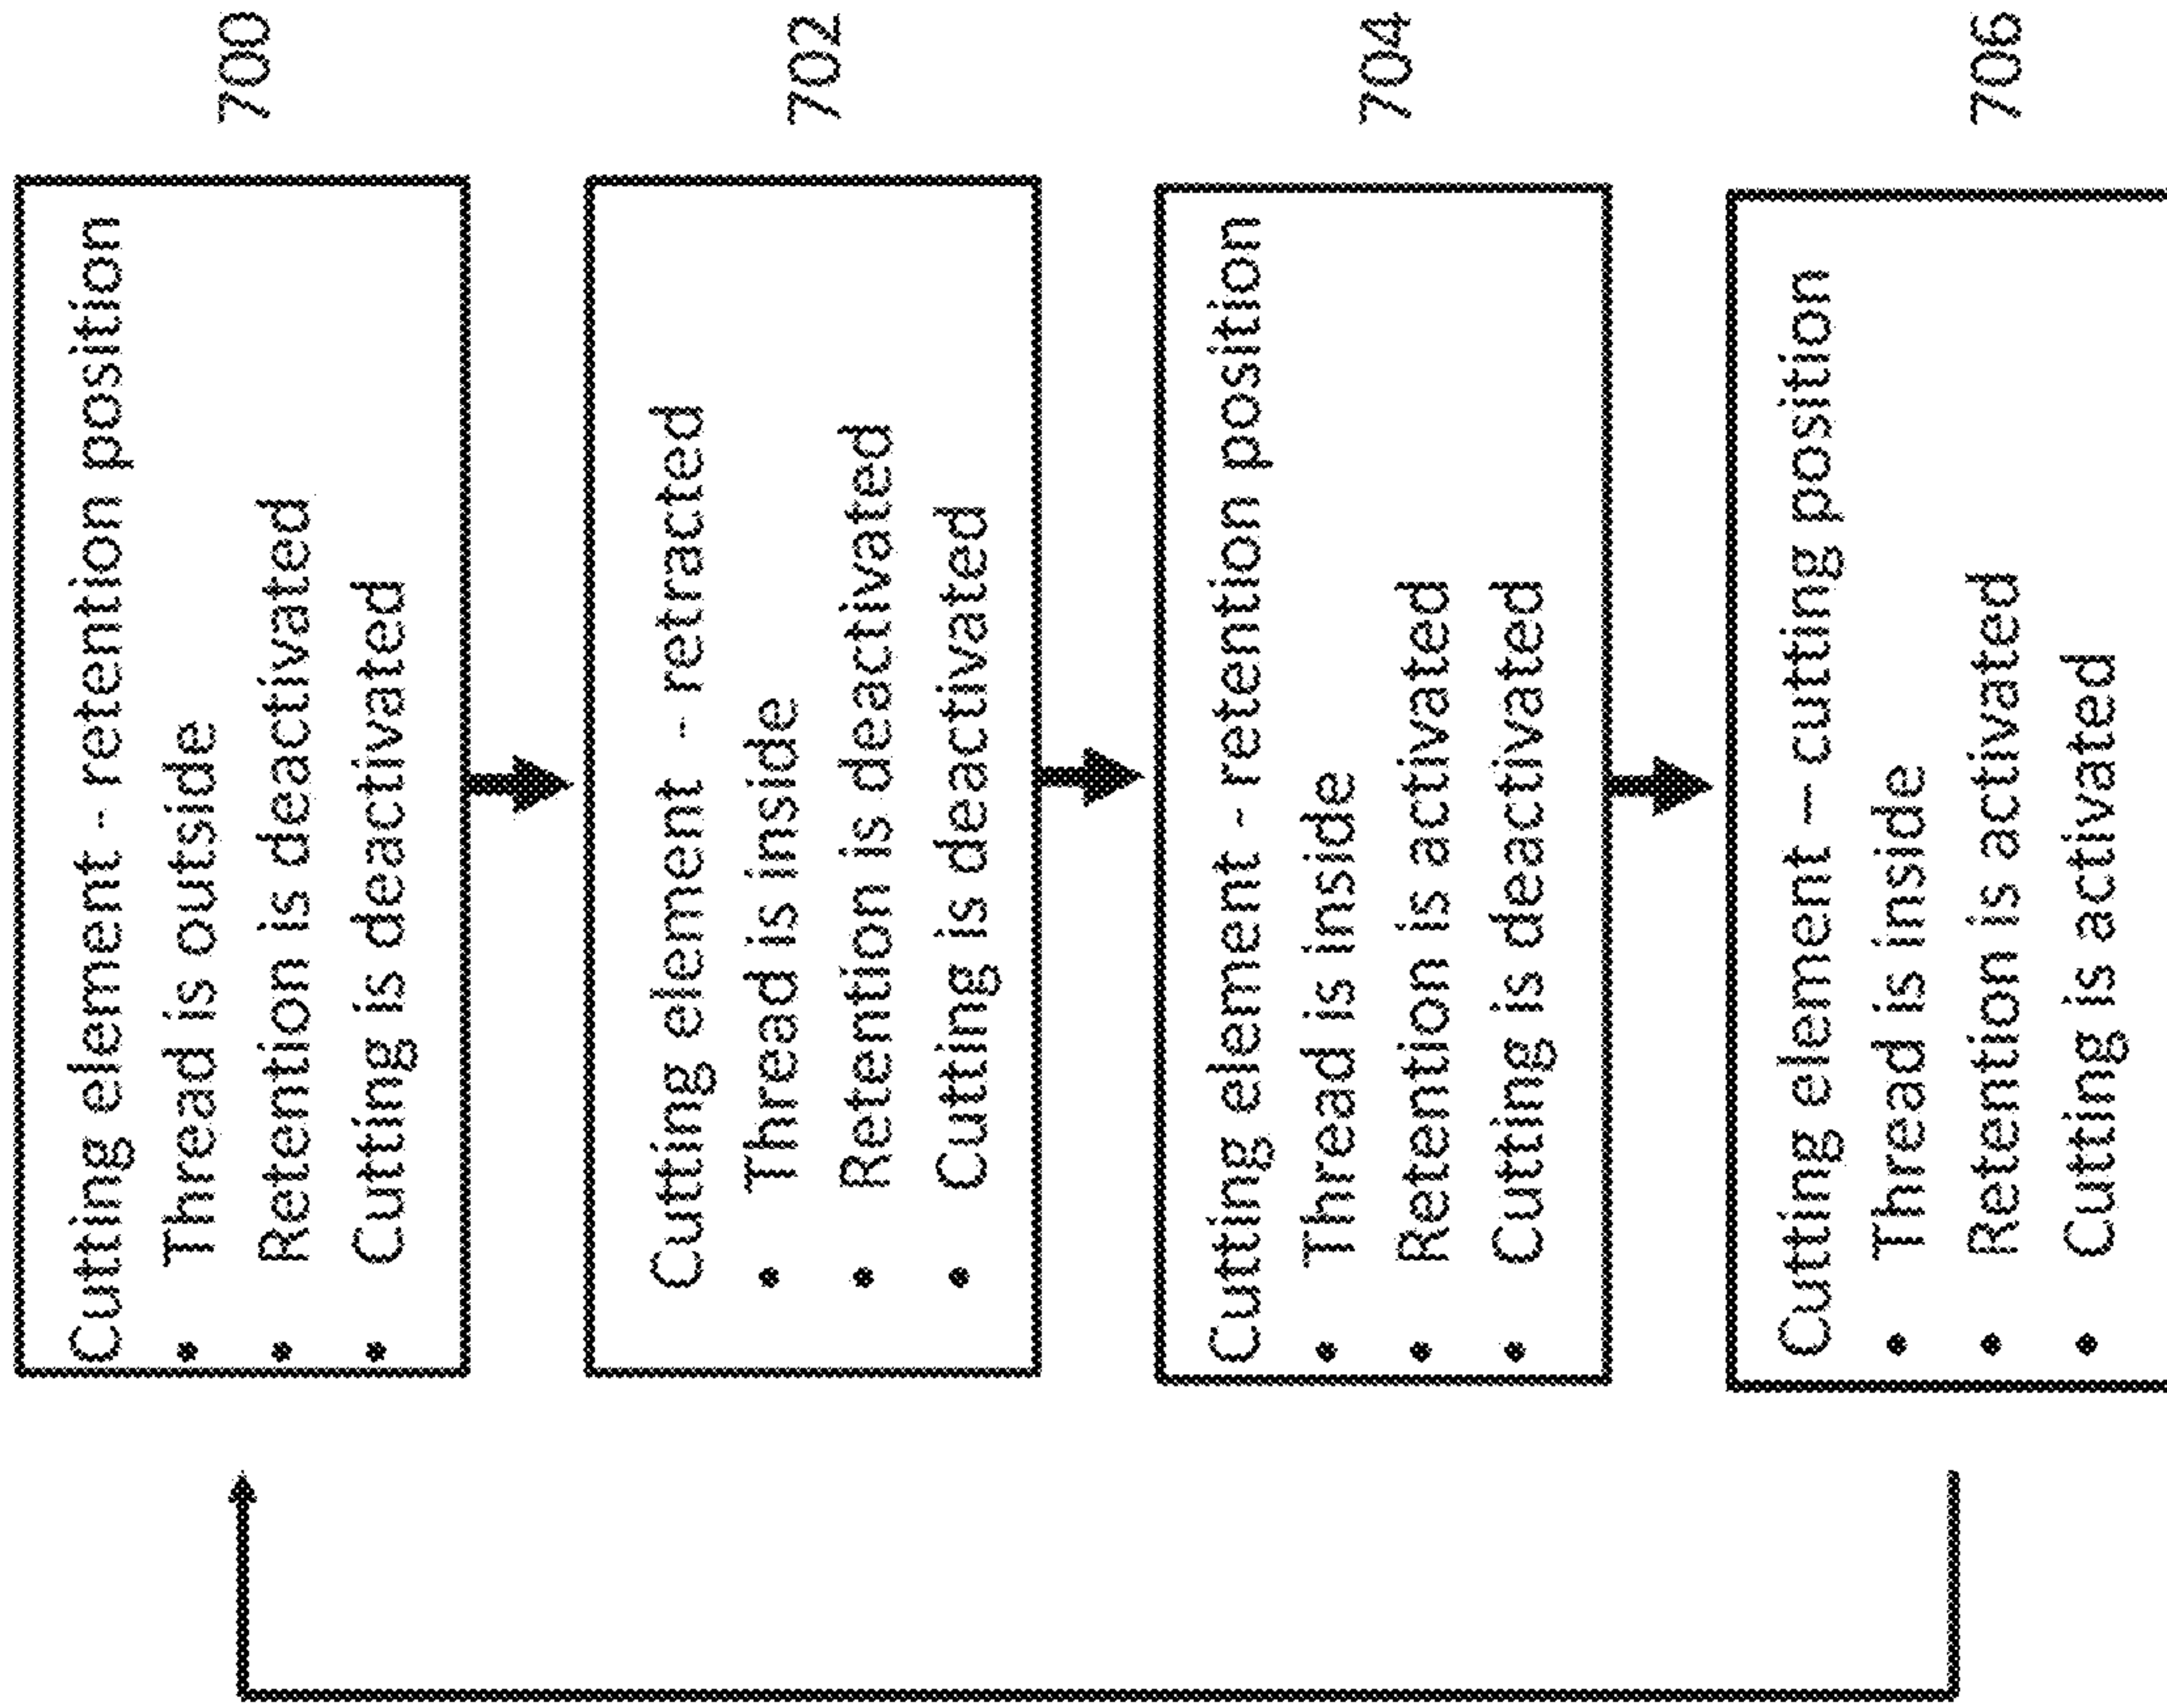 Cutting element - retention position
• Thread is outside
• Retention is deactivated
• Cutting is deactivated
700
Cutting element - retracted
• Thread is inside
• Retention is deactivated
• Cutting is deactivated
702
Cutting element - retention position
• Thread is inside
• Retention is activated
• Cutting is deactivated
704
Cutting element – cutting position
• Thread is inside
• Retention is activated
• Cutting is activated
706